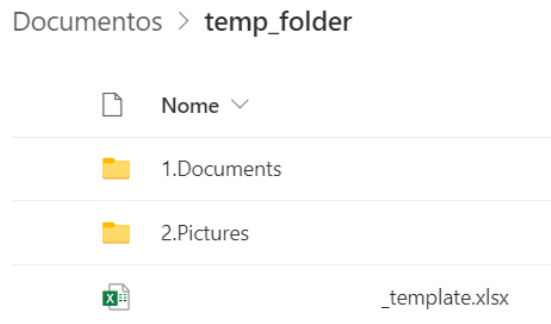 Documentos > temp_folder
Nome
1.Documents
2.Pictures
_template.xlsx